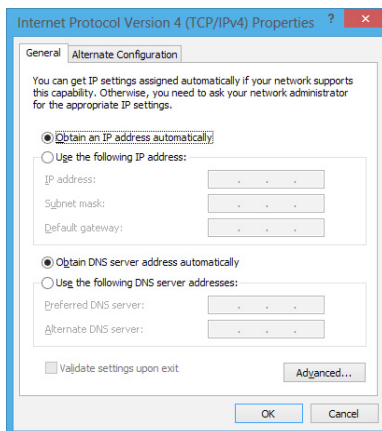 Internet Protocol Version 4 (TCP/IPv4) Properties
General Alternate Configuration
You can get IP settings assigned automatically if your network supports
this capability. Otherwise, you need to ask your network administrator
for the appropriate IP settings.
Obtain an IP address automatically
Use the following IP address:
IP address:
Subnet mask:
Default gateway:
Obtain DNS server address automatically
Use the following DNS server addresses:
Preferred DNS server:
Alternate DNS server:
Validate settings upon exit
Advanced...
OK Cancel